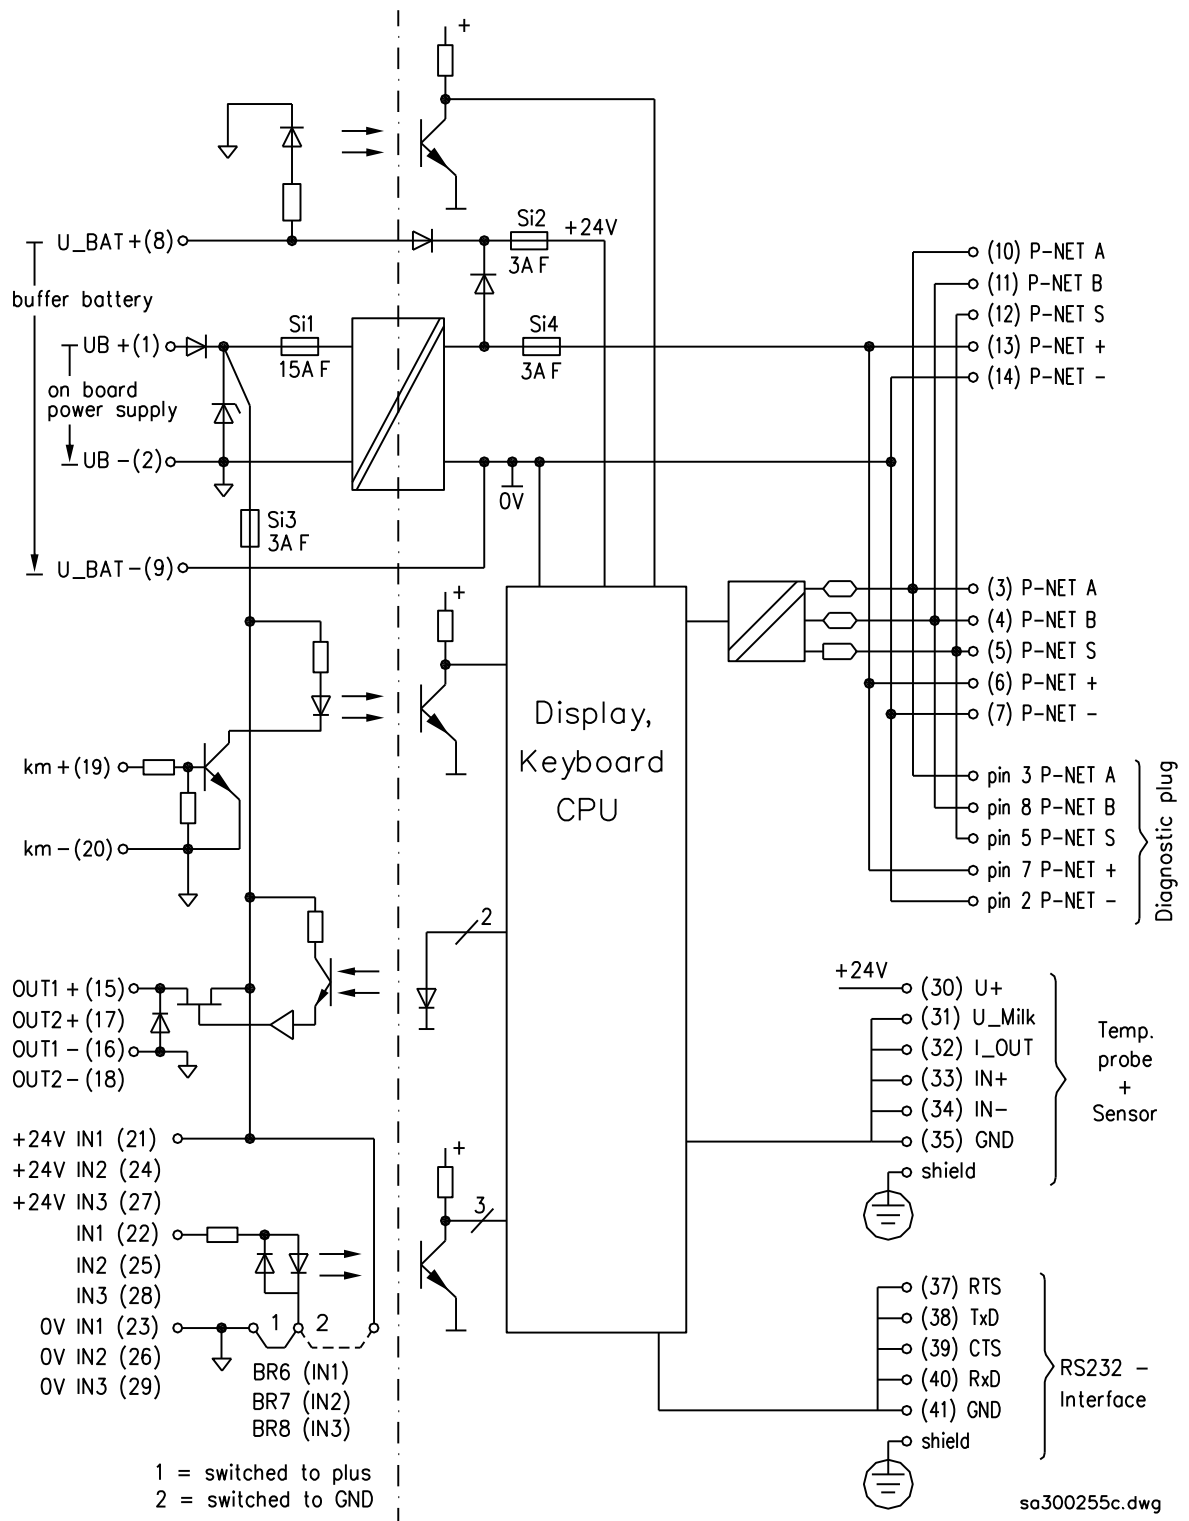 +
Si2
+24V
U_BAT+(8)
3A F
buffer battery
Si1
Si4
UB +(1)
15A F
3A F
on board
power supply
UB -(2)
0V
Si3
3A F
U_BAT-(9)
(10) P-NET A
(11) P-NET B
(12) P-NET S
(13) P-NET +
(14) P-NET -
+
(3) P-NET A
(4) P-NET B
(5) P-NET S
(6) P-NET +
(7) P-NET -
Display,
Keyboard
CPU
km+(19)
km-(20)
pin 3 P-NET A
pin 8 P-NET B
pin 5 P-NET S
pin 7 P-NET +
pin 2 P-NET -
Diagnostic plug
2
OUT1 + (15)
OUT2+ (17)
OUT1 - (16)
OUT2- (18)
+24V
(30) U+
(31) U_Milk
(32) I_OUT
(33) IN+
(34) IN-
(35) GND
shield
Temp.
probe
+
Sensor
+24V IN1 (21)
+24V IN2 (24)
+24V IN3 (27)
IN1 (22)
IN2 (25)
IN3 (28)
0V IN1 (23)
0V IN2 (26)
0V IN3 (29)
+
3
1
2
BR6 (IN1)
BR7 (IN2)
BR8 (IN3)
(37) RTS
(38) TxD
(39) CTS
(40) RxD
(41) GND
shield
RS232 -
Interface
1 = switched to plus
2 = switched to GND
sa300255c.dwg